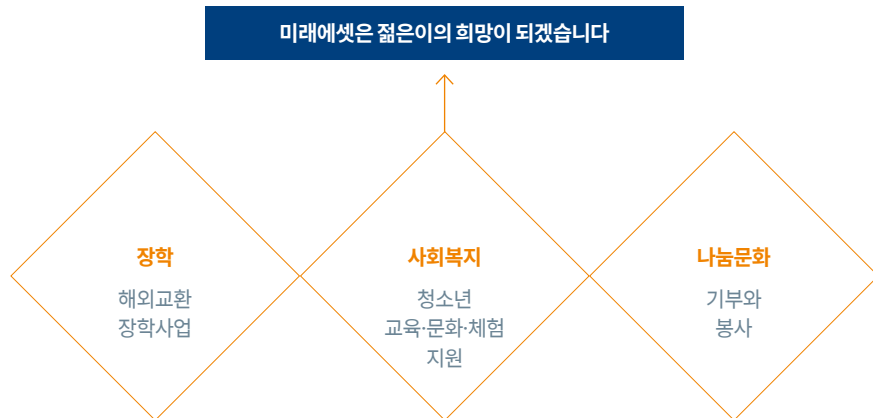 미래에셋은 젊은이의 희망이 되겠습니다
장학
해외교환
장학사업
사회복지
청소년
교육·문화·체험
지원
나눔문화
기부와
봉사